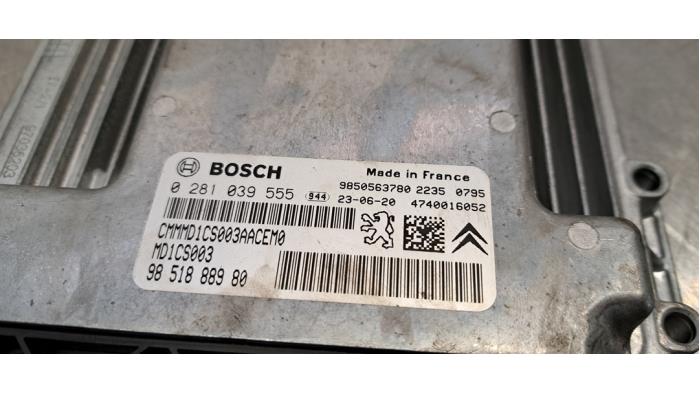 BOSCH
Made in France
9850563780 2235 0795
0 281 039 555 944 23-06-20 4740016052
CMMMD1CS003AACEM0
MD1CS003
98 518 889 80